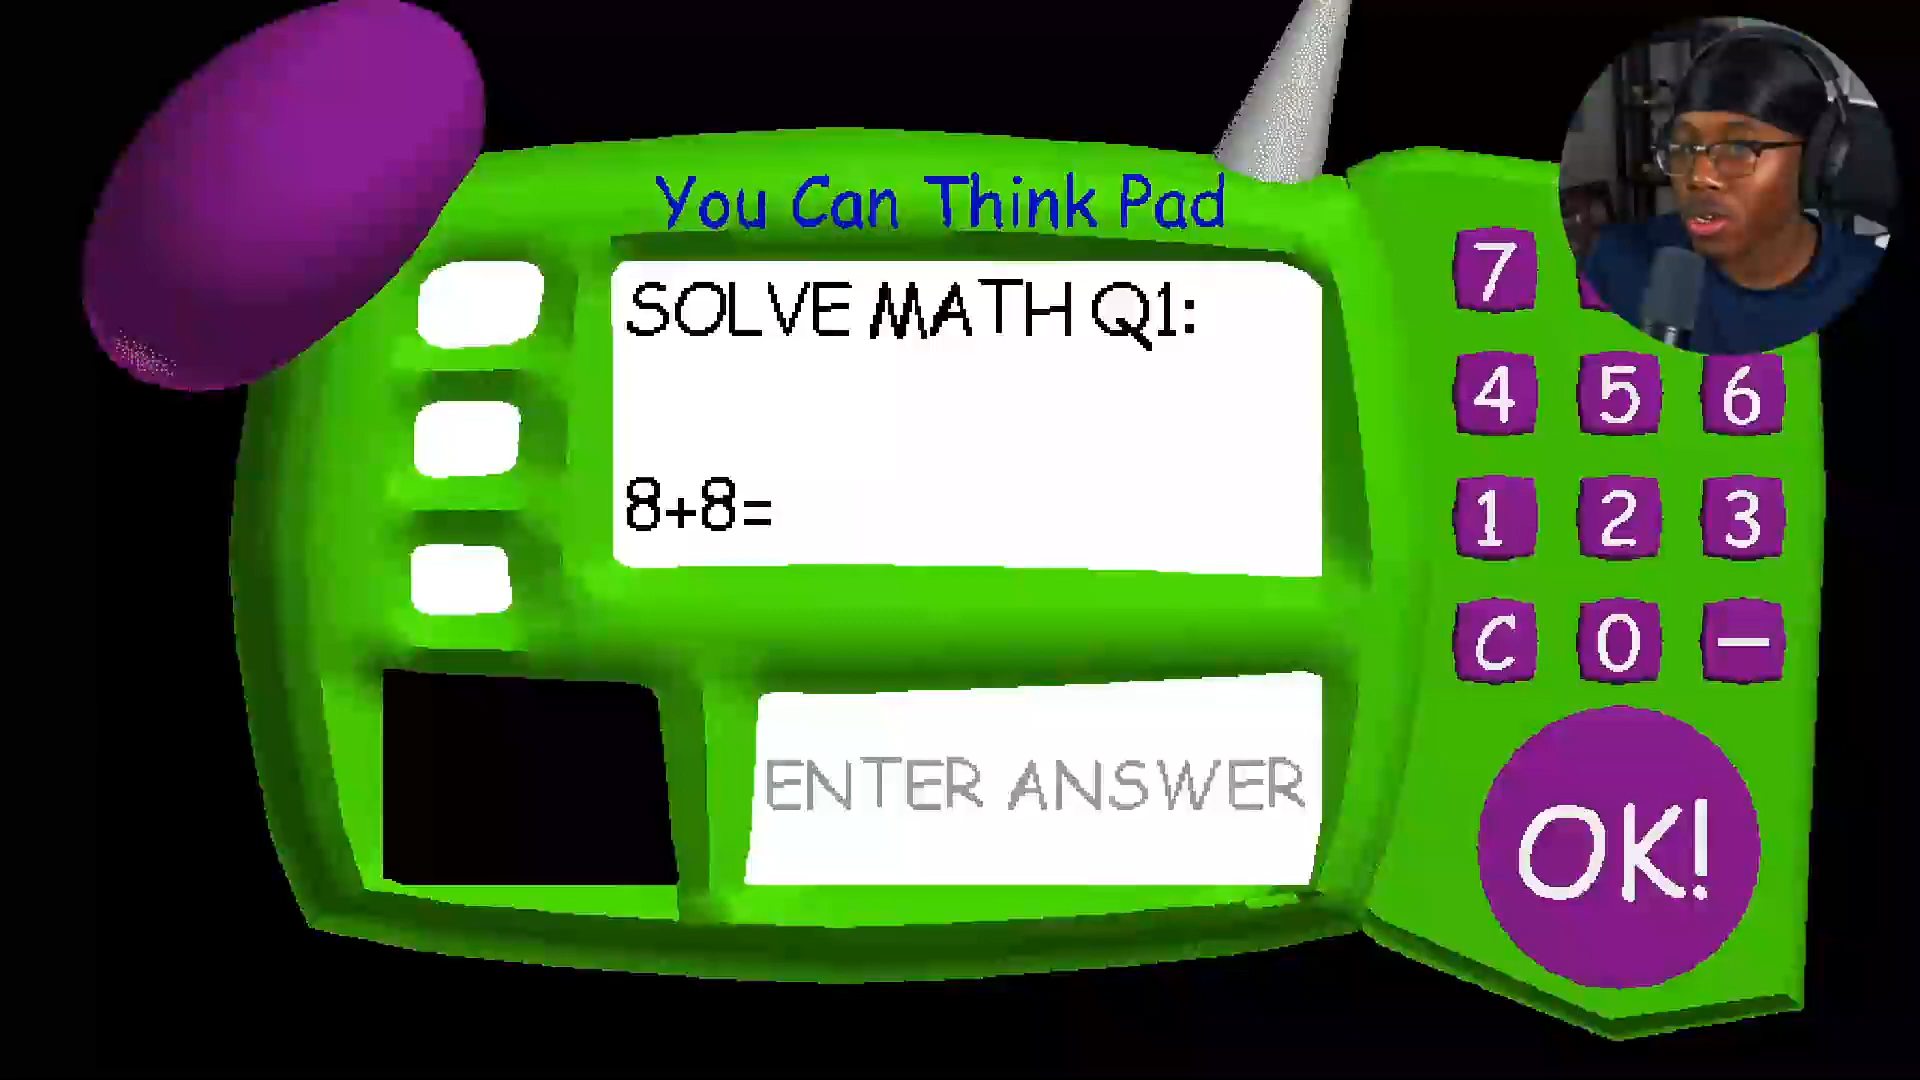 You Can Think Pad
SOLVE MATH Q1:
8+8=
ENTER ANSWER
7
4 5 6
1 2 3
C 0 −
OK!